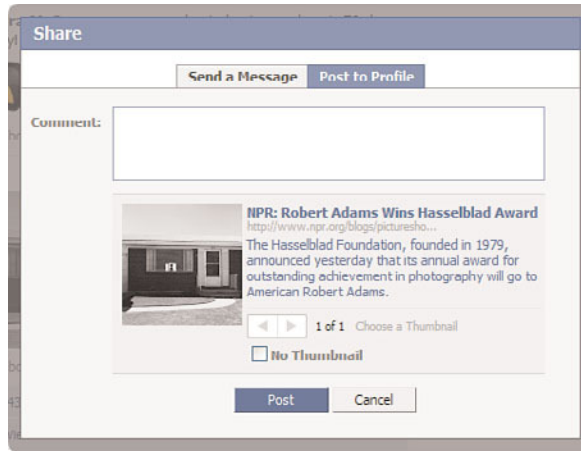 Share
Send a Message Post to Profile
Comment:
NPR: Robert Adams Wins Hasselblad Award
http://www.npr.org/blogs/picturesho...
The Hasselblad Foundation, founded in 1979,
announced yesterday that its annual award for
outstanding achievement in photography will go to
American Robert Adams.
1 of 1 Choose a Thumbnail
No Thumbnail
Post Cancel